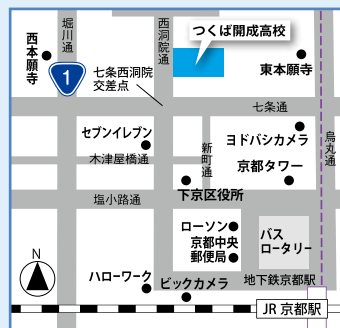 堀川通
西洞院通
つくば開成高校
西本願寺
1
東本願寺
七条西洞院
交差点
七条通
セブンイレブン
ヨドバシカメラ
烏丸通
木津屋橋通
新町通
京都タワー
下京区役所
塩小路通
ローソン
京都中央
郵便局
バス
ロータリー
N
ハローワーク
ビックカメラ
地下鉄京都駅
JR 京都駅